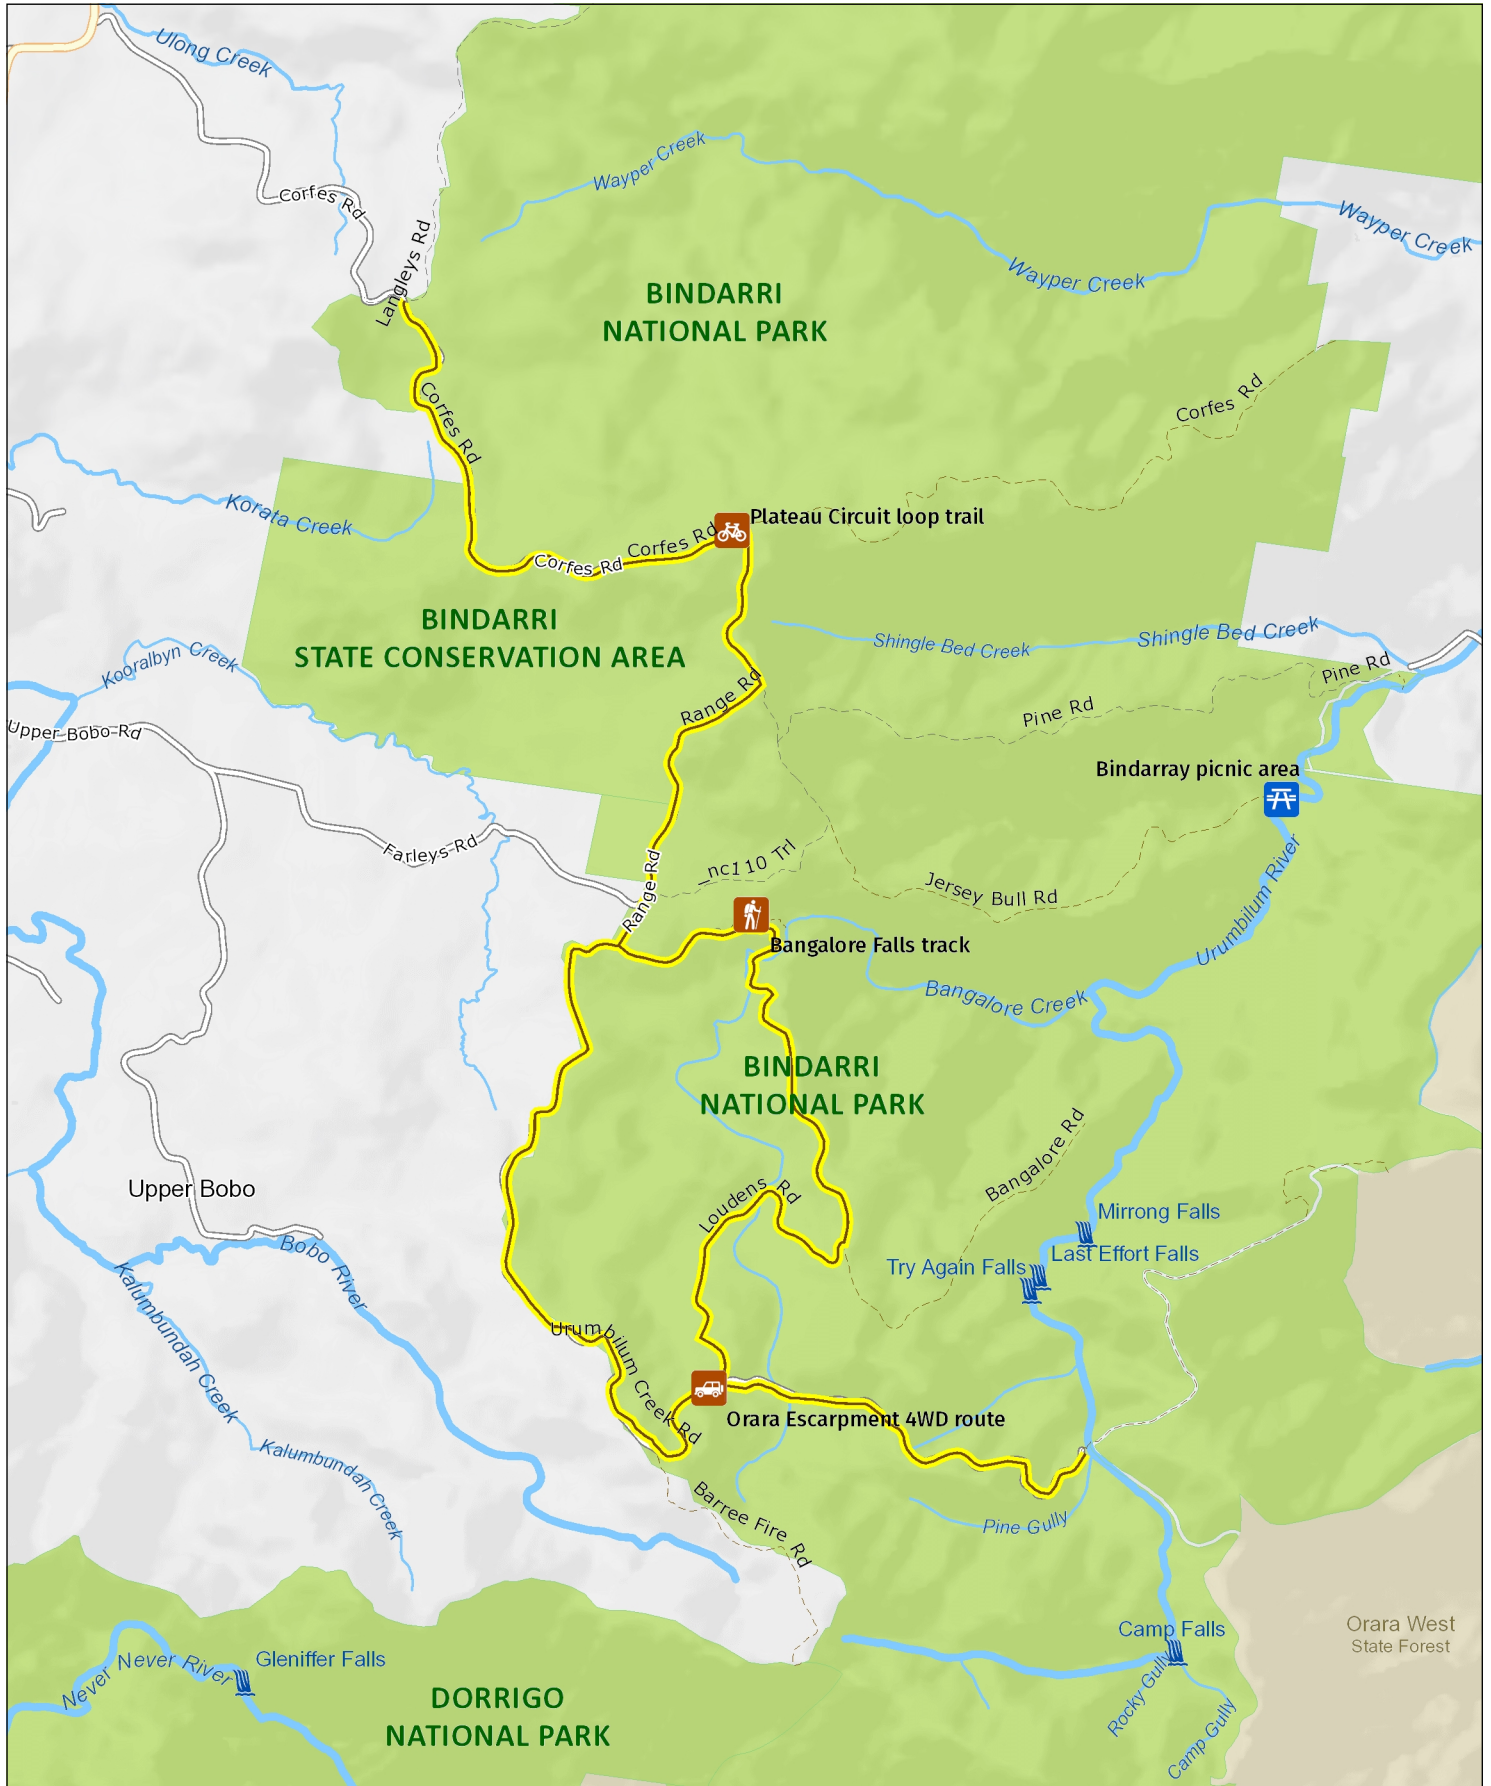 Ulong Creek
Wayper Creek
Corfes Rd
Wayper Creek
Langleys Rd
Wayper Creek
BINDARRI
NATIONAL PARK
Corfes Rd
Corfes Rd
Korata Creek
Plateau Circuit loop trail
Corfes Rd
Corfes Rd
BINDARRI
STATE CONSERVATION AREA
Shingle Bed Creek
Shingle Bed Creek
Kooralbyn Creek
Pine Rd
Range Rd
Pine Rd
Upper Bobo Rd
Bindarray picnic area
Farleys Rd
_nc110 Trl
Range Rd
Jersey Bull Rd
Urumbilum River
Bangalore Falls track
Bangalore Creek
BINDARRI
NATIONAL PARK
Bangalore Rd
Upper Bobo
Loudens Rd
Mirrong Falls
Last Effort Falls
Try Again Falls
Bobo River
Kalumbundah Creek
Urumbilum Creek Rd
Orara Escarpment 4WD route
Kalumbundah Creek
Barree Fire Rd
Pine Gully
Camp Falls
Orara West
State Forest
Gleniffer Falls
Never Never River
Rocky Gully
DORRIGO
NATIONAL PARK
Camp Gully